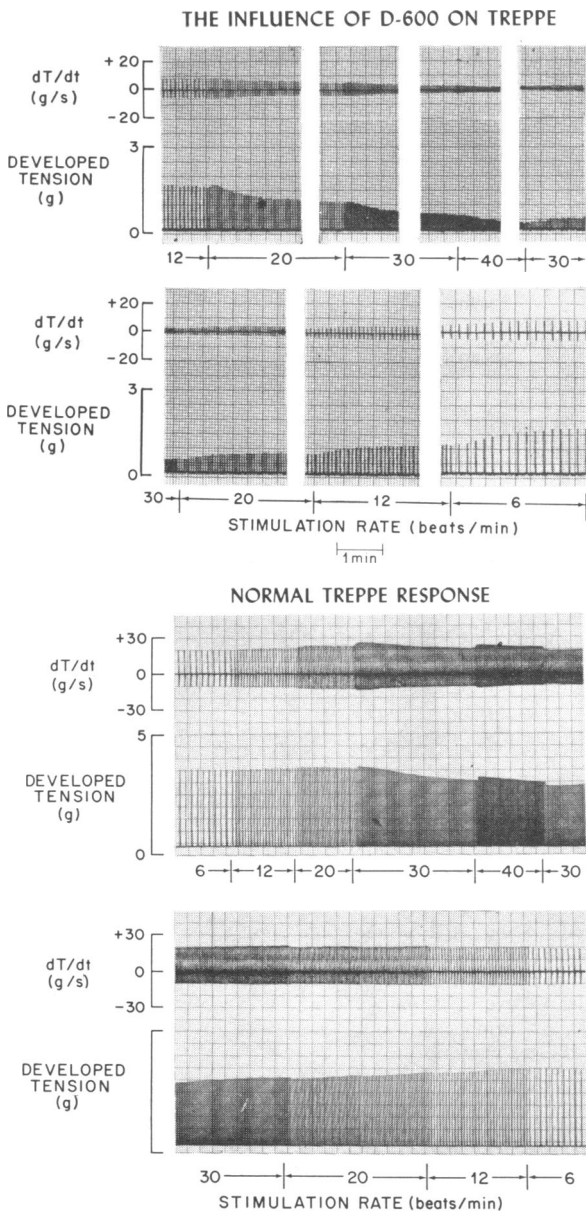 THE INFLUENCE OF D-600 ON TREPPE
dT/dt
(g/s)
+20
0
-20
DEVELOPED
TENSION
(g)
3
0
12 20 30 40 30
dT/dt
(g/s)
+20
0
-20
DEVELOPED
TENSION
(g)
3
0
30 20 12 6
STIMULATION RATE (beats/min)
1min
NORMAL TREPPE RESPONSE
dT/dt
(g/s)
+30
0
-30
DEVELOPED
TENSION
(g)
5
0
6 12 20 30 40 30
dT/dt
(g/s)
+30
0
-30
DEVELOPED
TENSION
(g)
30 20 12 6
STIMULATION RATE (beats/min)